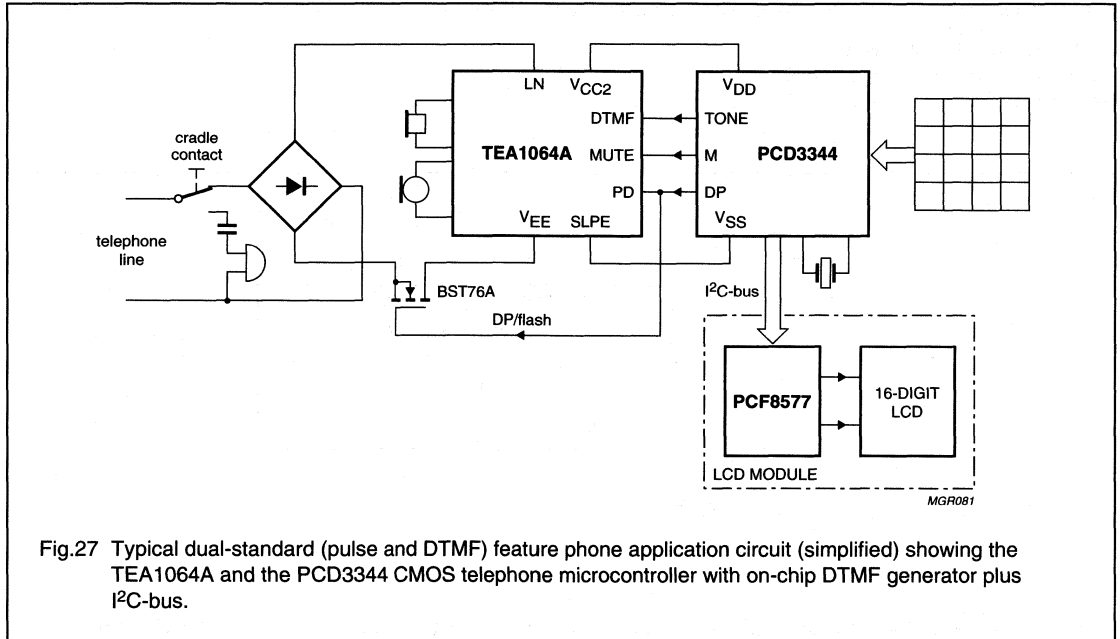 LN VCC2
VDD
DTMF
TONE
cradle
contact
TEA1064A
MUTE
M
PCD3344
PD
DP
VEE SLPE
VSS
telephone
line
BST76A
I²C-bus
DP/flash
PCF8577
16-DIGIT
LCD
LCD MODULE
MGR081
Fig.27 Typical dual-standard (pulse and DTMF) feature phone application circuit (simplified) showing the
TEA1064A and the PCD3344 CMOS telephone microcontroller with on-chip DTMF generator plus
I²C-bus.